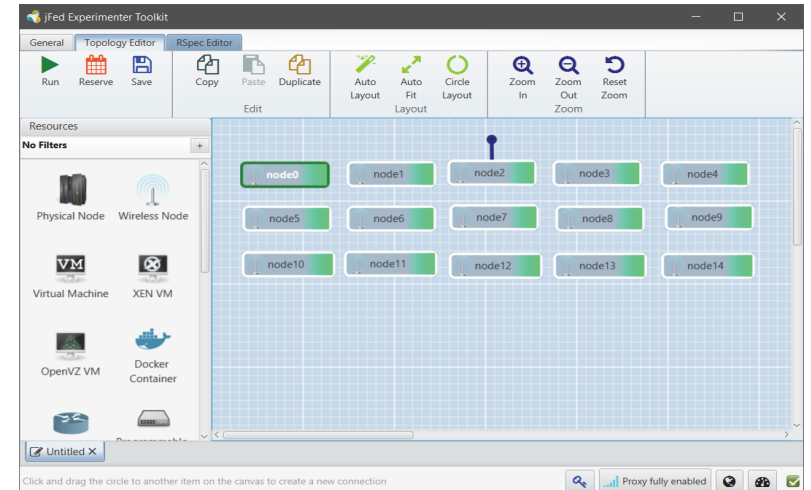 jFed Experimenter Toolkit
General Topology Editor RSpec Editor
Run Reserve Save Copy Paste Duplicate Auto Layout Auto Fit Circle Layout Zoom In Zoom Out Reset Zoom
Edit Layout Zoom
Resources
No Filters +
Physical Node Wireless Node
Virtual Machine XEN VM
OpenVZ VM Docker Container
VM
node0 node1 node2 node3 node4
node5 node6 node7 node8 node9
node10 node11 node12 node13 node14
Untitled
Click and drag the circle to another item on the canvas to create a new connection
Proxy fully enabled